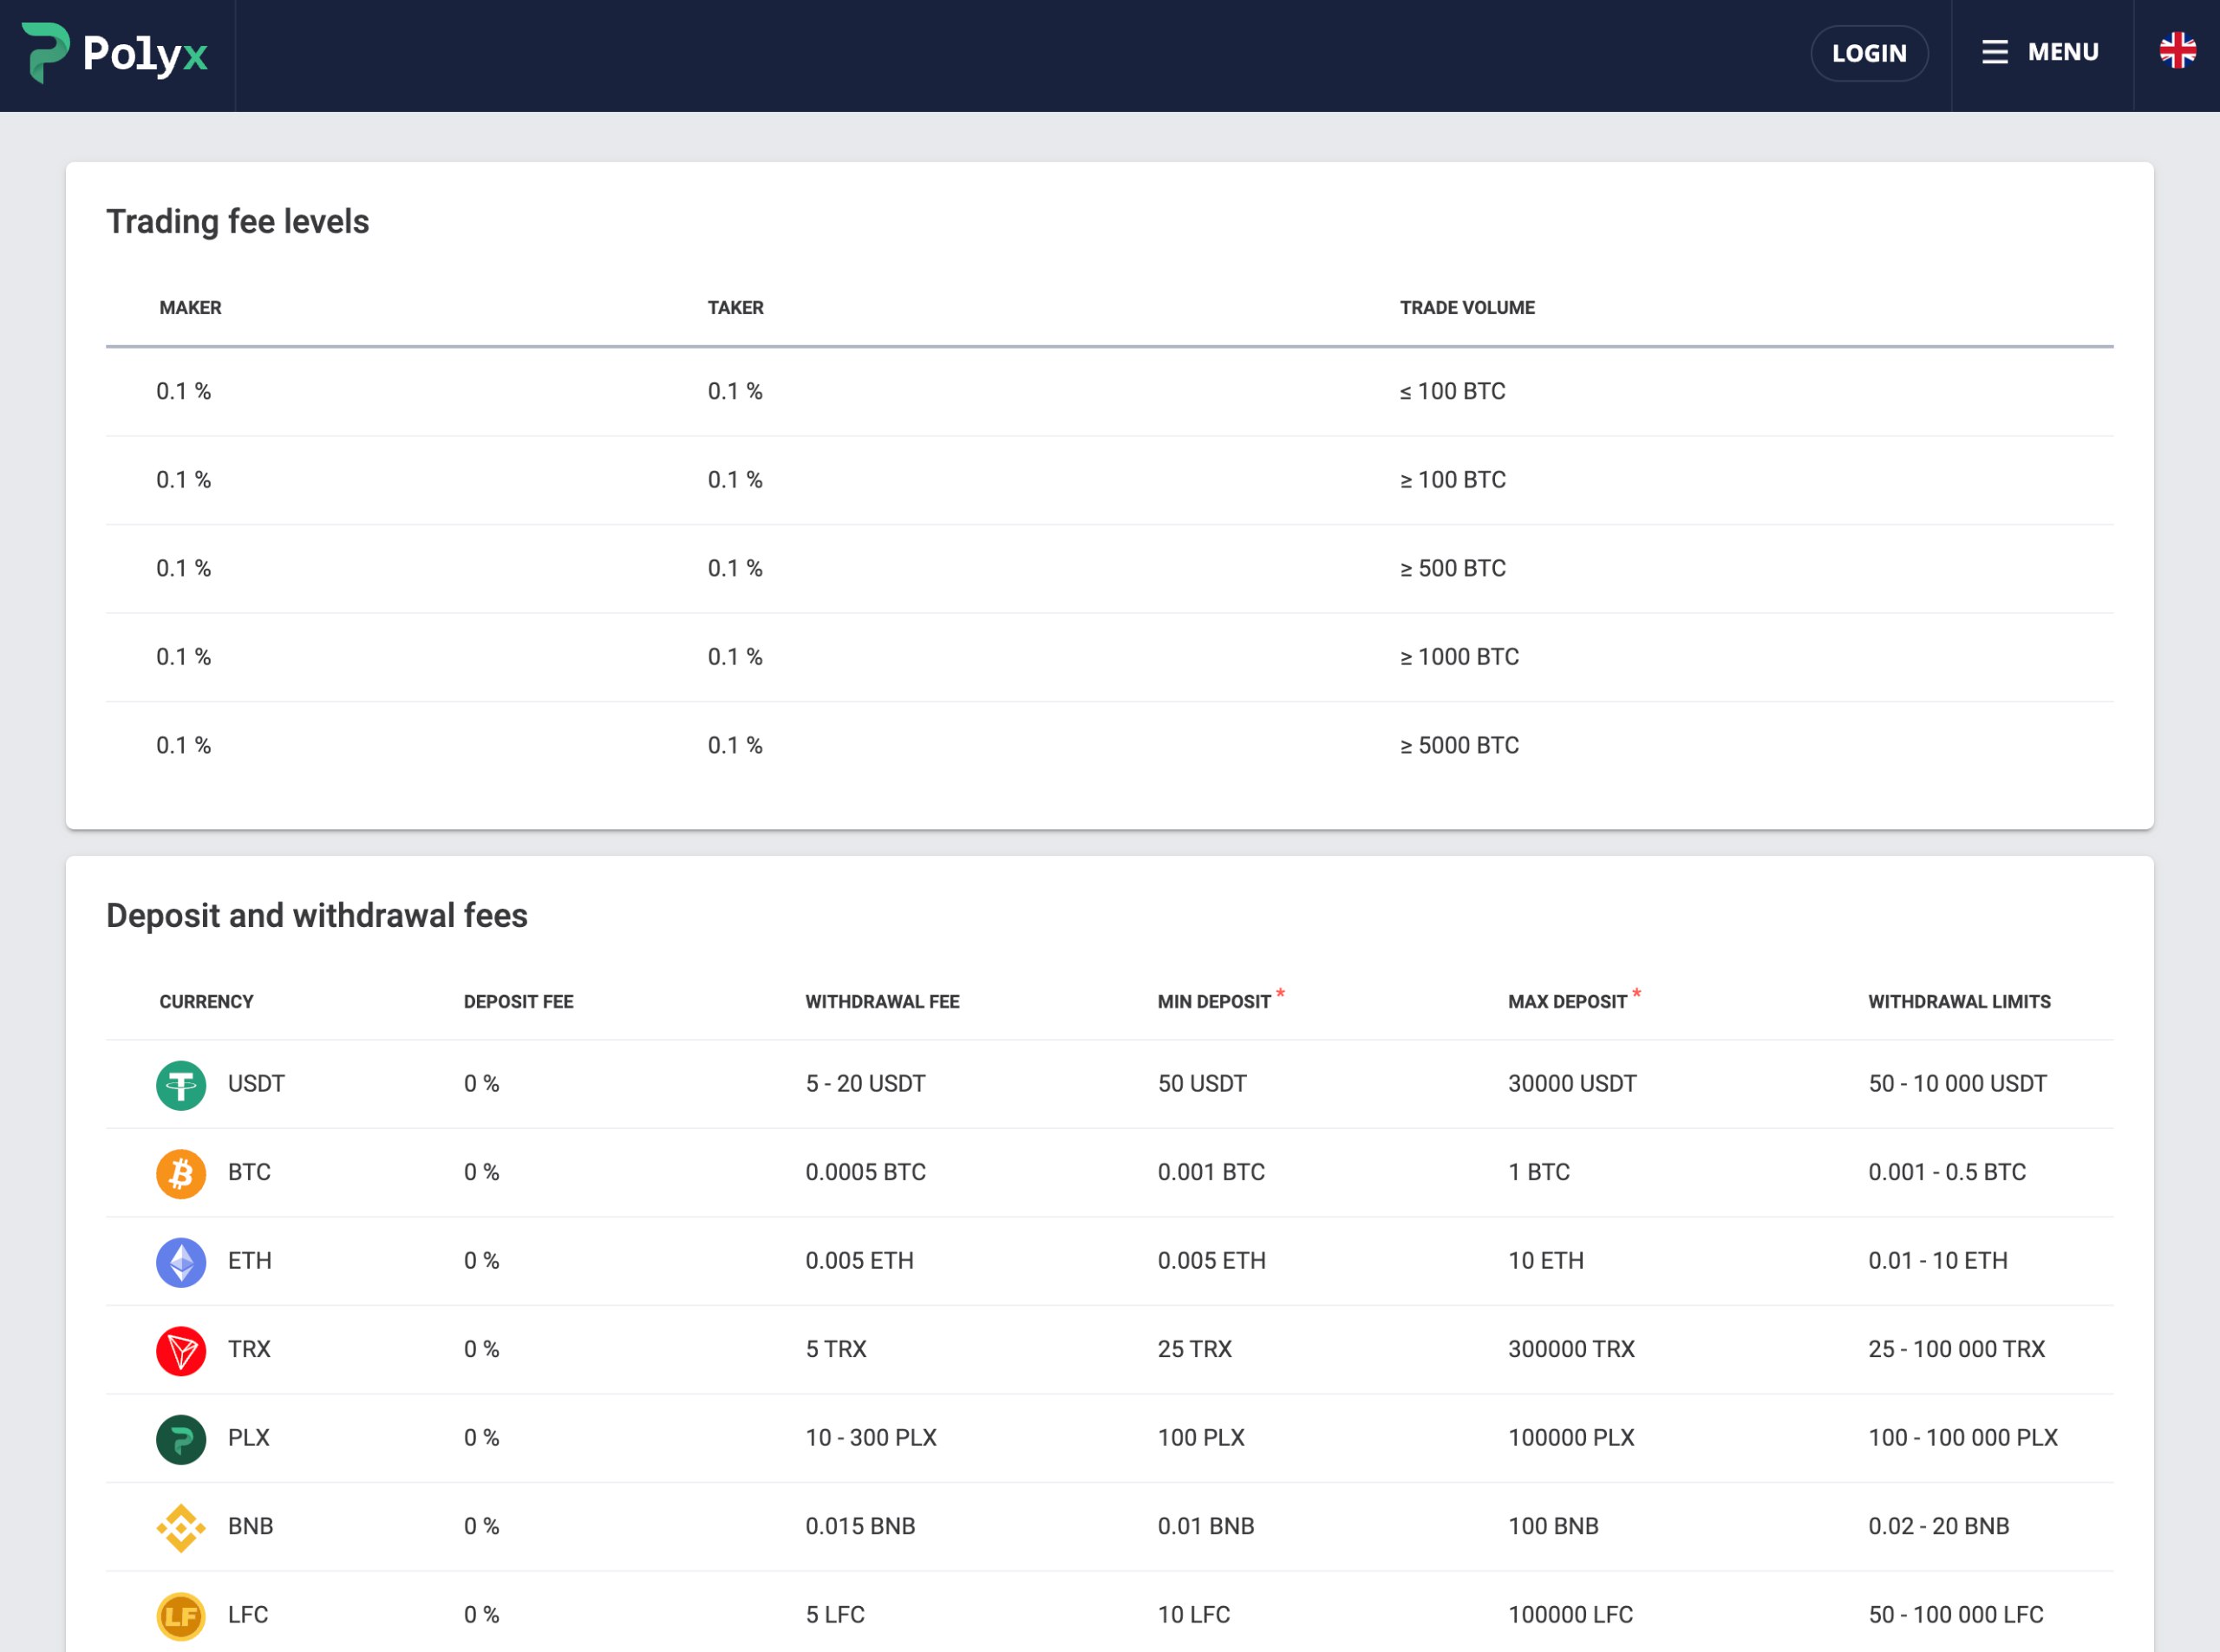 Polyx LOGIN MENU
Trading fee levels
MAKER TAKER TRADE VOLUME
0.1 % 0.1 % ≤ 100 BTC
0.1 % 0.1 % ≥ 100 BTC
0.1 % 0.1 % ≥ 500 BTC
0.1 % 0.1 % ≥ 1000 BTC
0.1 % 0.1 % ≥ 5000 BTC
Deposit and withdrawal fees
CURRENCY DEPOSIT FEE WITHDRAWAL FEE MIN DEPOSIT * MAX DEPOSIT * WITHDRAWAL LIMITS
USDT 0 % 5 - 20 USDT 50 USDT 30000 USDT 50 - 10 000 USDT
BTC 0 % 0.0005 BTC 0.001 BTC 1 BTC 0.001 - 0.5 BTC
ETH 0 % 0.005 ETH 0.005 ETH 10 ETH 0.01 - 10 ETH
TRX 0 % 5 TRX 25 TRX 300000 TRX 25 - 100 000 TRX
PLX 0 % 10 - 300 PLX 100 PLX 100000 PLX 100 - 100 000 PLX
BNB 0 % 0.015 BNB 0.01 BNB 100 BNB 0.02 - 20 BNB
LF LFC 0 % 5 LFC 10 LFC 100000 LFC 50 - 100 000 LFC